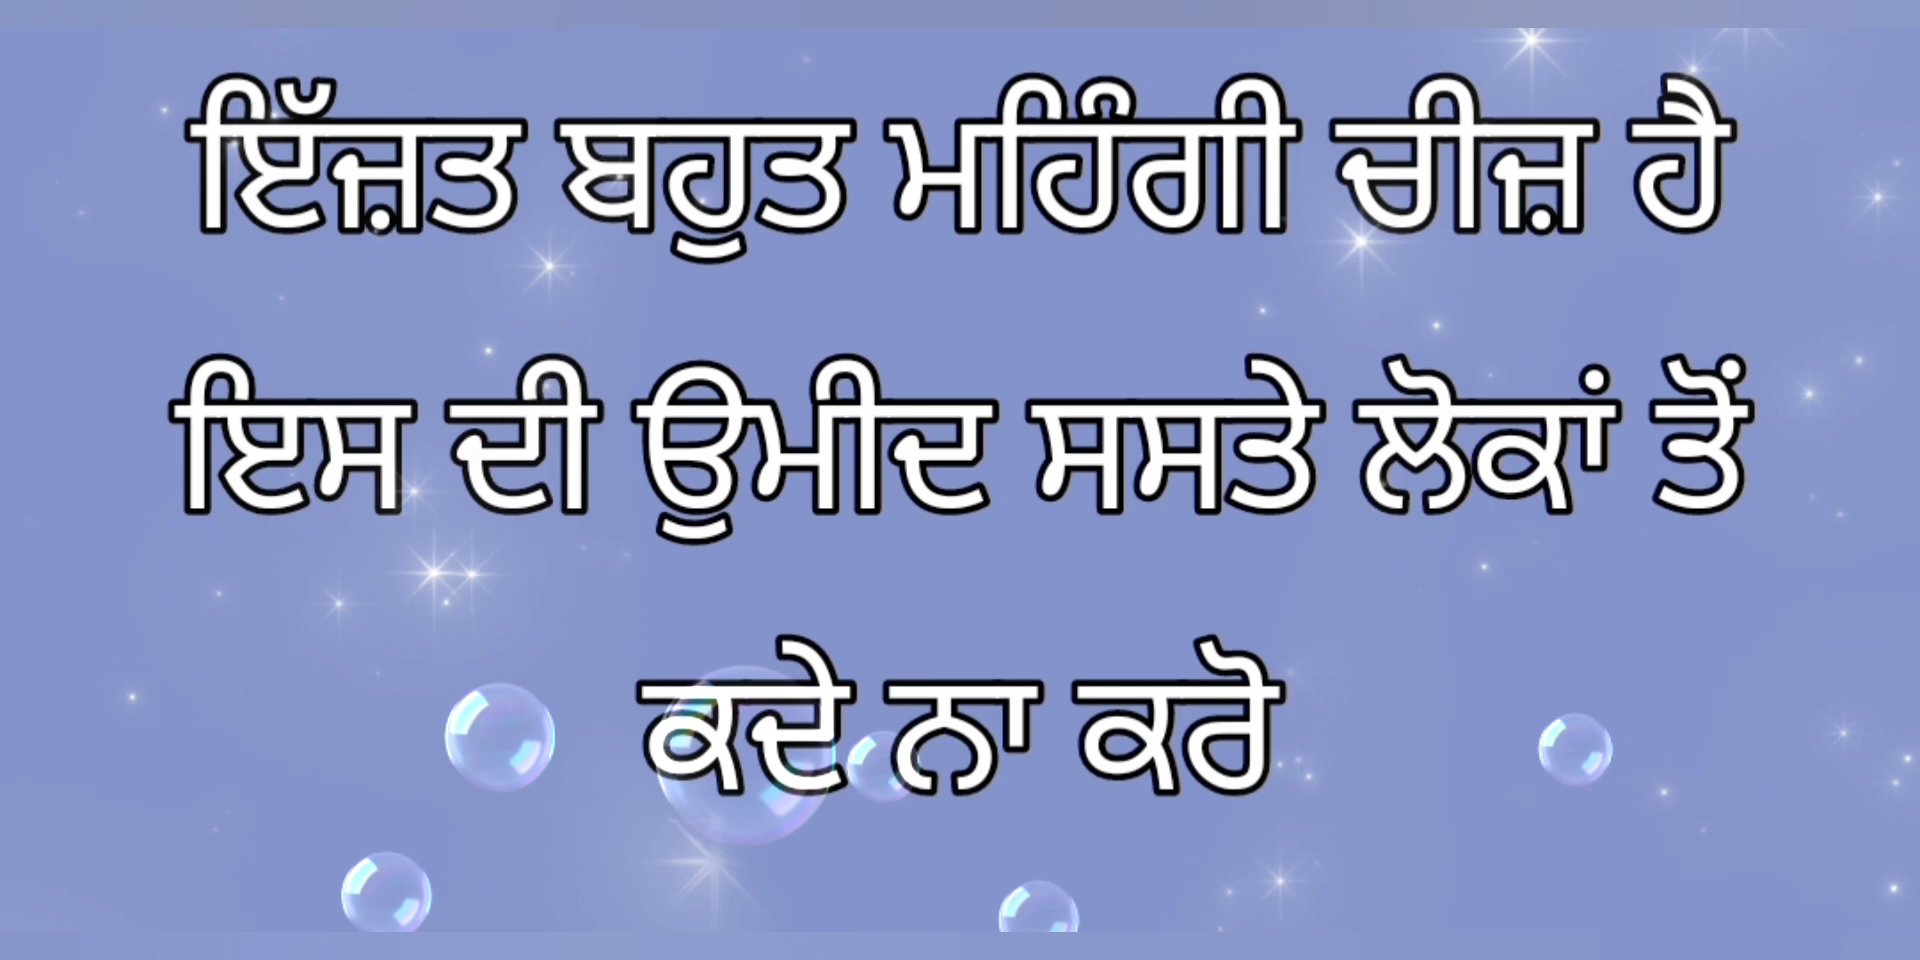 ਇੱਜ਼ਤ ਬਹੁਤ ਮਹਿੰਗੀ ਚੀਜ਼ ਹੈ
ਇਸ ਦੀ ਉਮੀਦ ਸਸਤੇ ਲੋਕਾਂ ਤੋਂ
ਕਦੇ ਨਾ ਕਰੋ